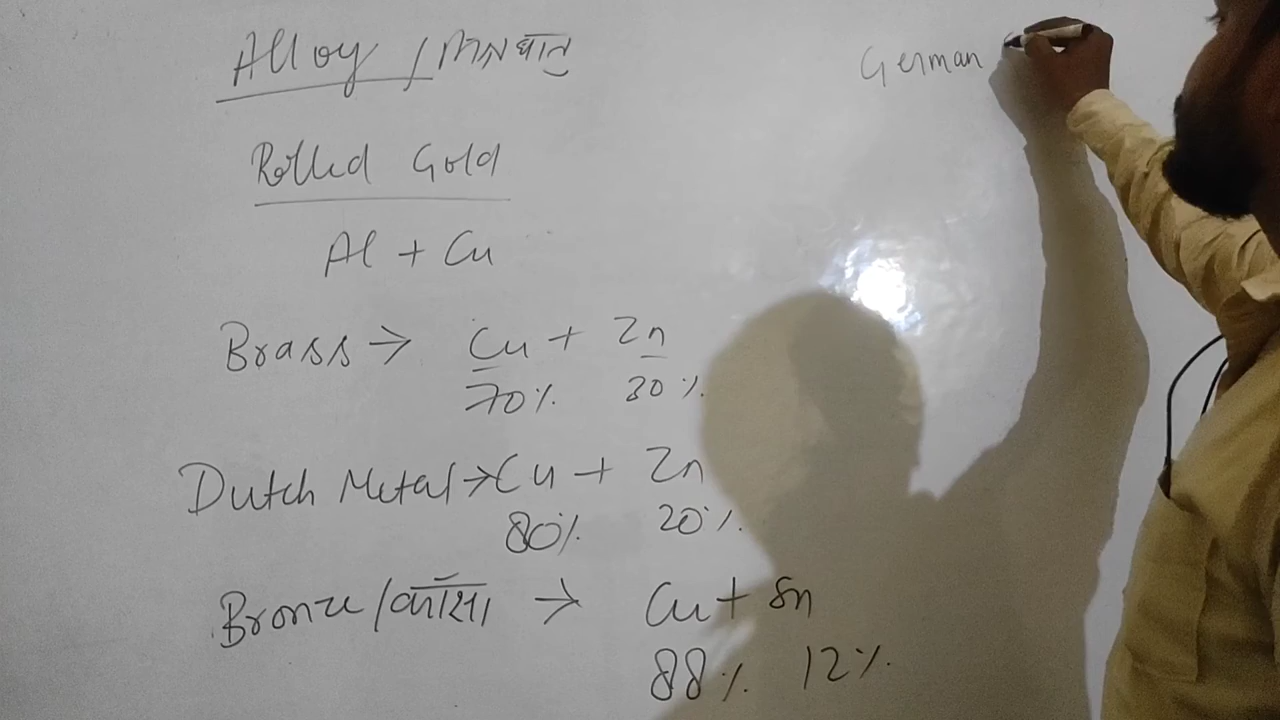 Alloy / मिश्रधातु
Rolled Gold
Al + Cu
Brass → Cu + Zn
70% 30%
Dutch Metal → Cu + Zn
80% 20%
Bronze / काँसा → Cu + Sn
88% 12%
German